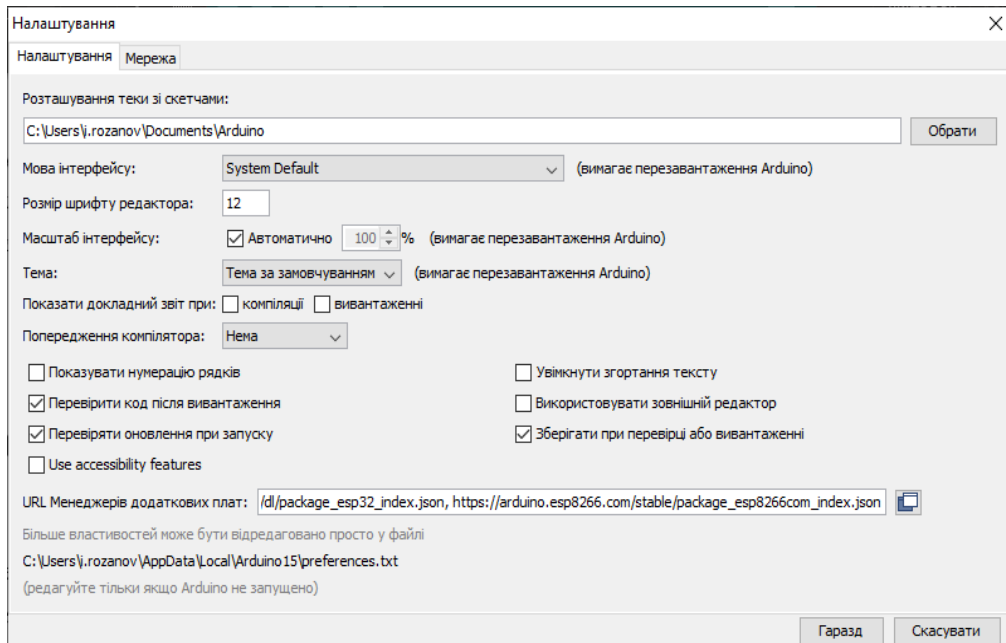 Налаштування
Налаштування Мережа
Розташування теки зі скетчами:
C:\Users\i.rozanov\Documents\Arduino Обрати
Мова інтерфейсу: System Default (вимагає перезавантаження Arduino)
Розмір шрифту редактора: 12
Масштаб інтерфейсу: Автоматично 100 % (вимагає перезавантаження Arduino)
Тема: Тема за замовчуванням (вимагає перезавантаження Arduino)
Показати докладний звіт при: компіляції вивантаженні
Попередження компілятора: Нема
Показувати нумерацію рядків Увімкнути згортання тексту
Перевірити код після вивантаження Використовувати зовнішній редактор
Перевіряти оновлення при запуску Зберігати при перевірці або вивантаженні
Use accessibility features
URL Менеджерів додаткових плат: /dl/package_esp32_index.json, https://arduino.esp8266.com/stable/package_esp8266com_index.json
Більше властивостей може бути відредаговано просто у файлі
C:\Users\i.rozanov\AppData\Local\Arduino15\preferences.txt
(редагуйте тільки якщо Arduino не запущено)
Гаразд Скасувати